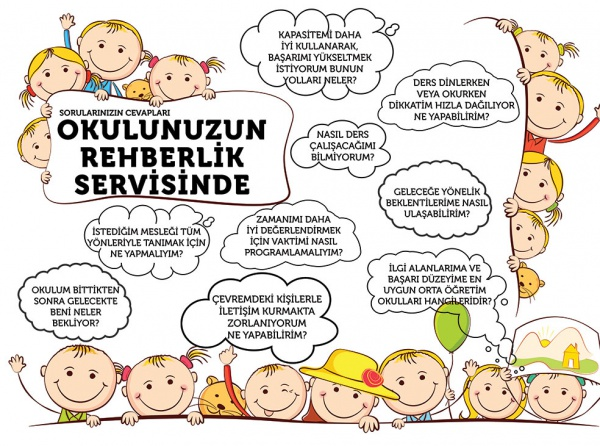 SORULARINIZIN CEVAPLARI
OKULUNUZUN
REHBERLİK
SERVİSİNDE
KAPASİTEMİ DAHA
İYİ KULLANARAK,
BAŞARIMI YÜKSELTMEK
İSTİYORUM BUNUN
YOLLARI NELER?
DERS DİNLERKEN
VEYA OKURKEN
DİKKATİM HIZLA DAĞILIYOR
NE YAPABİLİRİM?
NASIL DERS
ÇALIŞACAĞIMI
BİLMİYORUM?
GELECEĞE YÖNELİK
BEKLENTİLERİME NASIL
ULAŞABİLİRİM?
İSTEDİĞİM MESLEĞİ TÜM
YÖNLERİYLE TANIMAK İÇİN
NE YAPMALIYIM?
ZAMANIMI DAHA
İYİ DEĞERLENDİRMEK
İÇİN VAKTİMİ NASIL
PROGRAMLAMALIYIM?
OKULUM BİTTİKTEN
SONRA GELECEKTE
BENİ NELER
BEKLİYOR?
ÇEVREMDEKİ KİŞİLERLE
İLETİŞİM KURMAKTA
ZORLANIYORUM
NE YAPABİLİRİM?
İLGİ ALANLARIMA VE
BAŞARI DÜZEYİME EN
UYGUN ORTA ÖĞRETİM
OKULLARI HANGİLERİDİR?